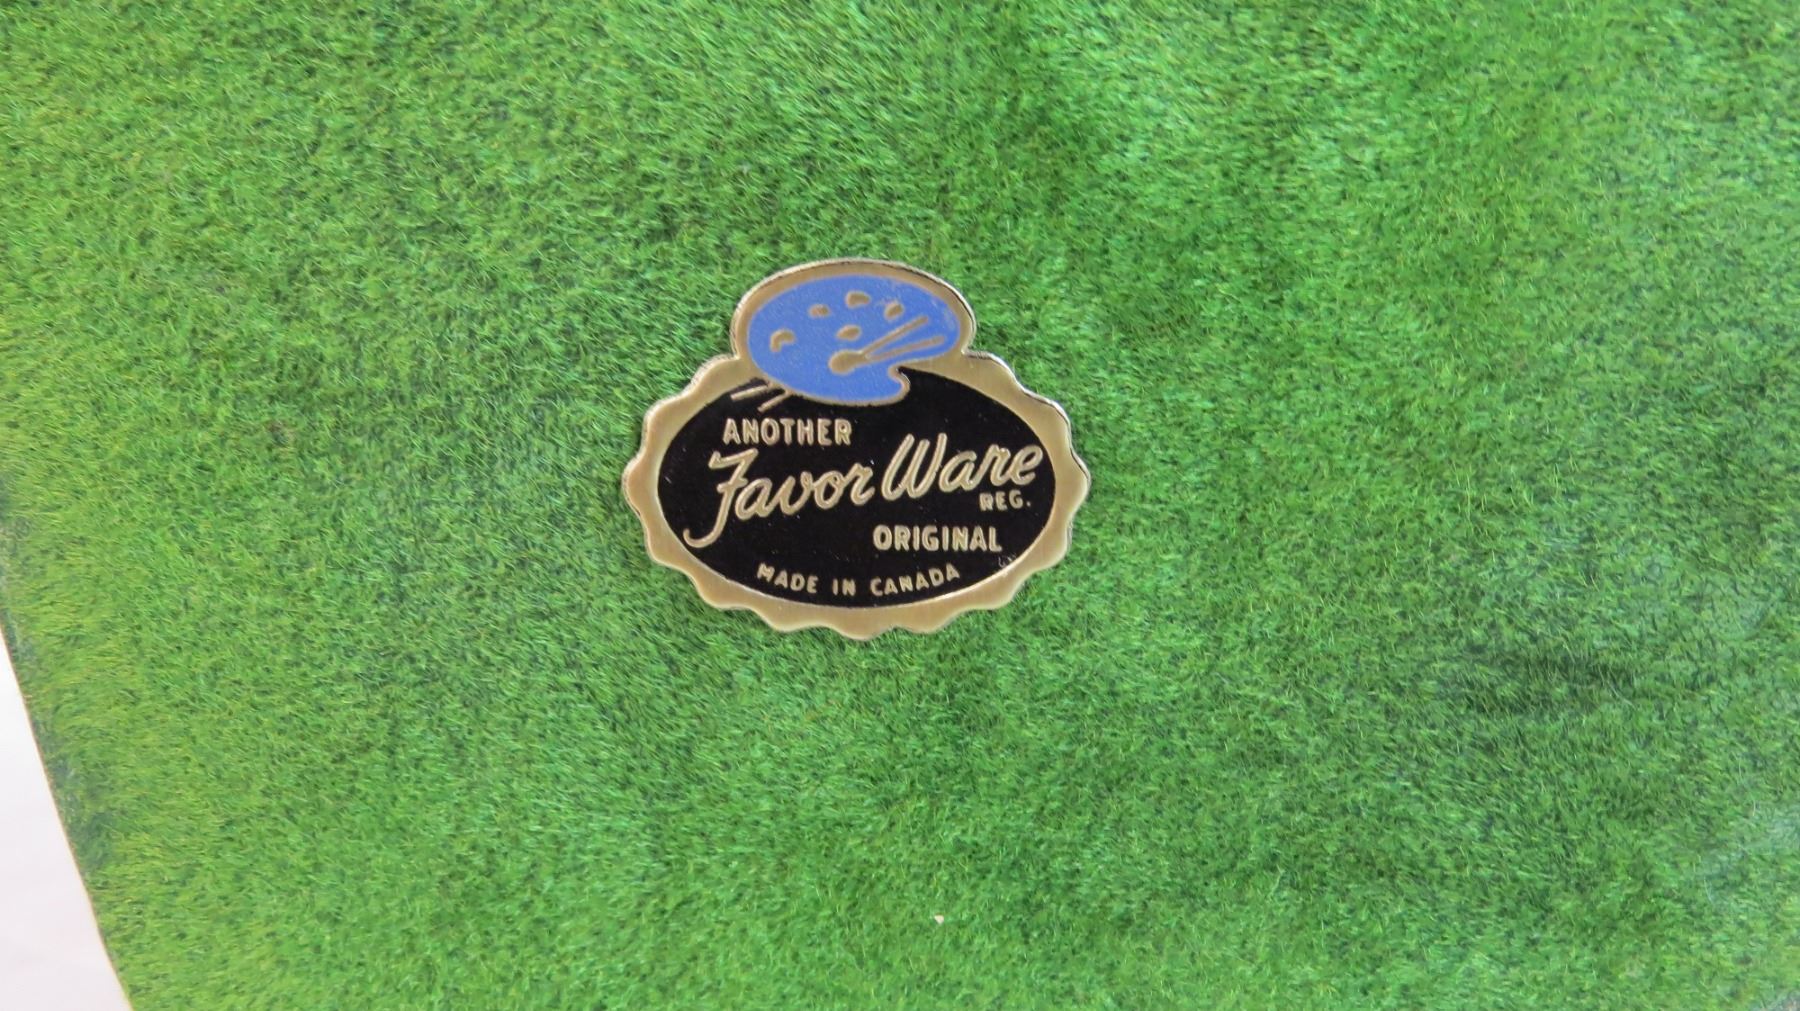 ANOTHER
Favor Ware
REG.
ORIGINAL
MADE IN CANADA